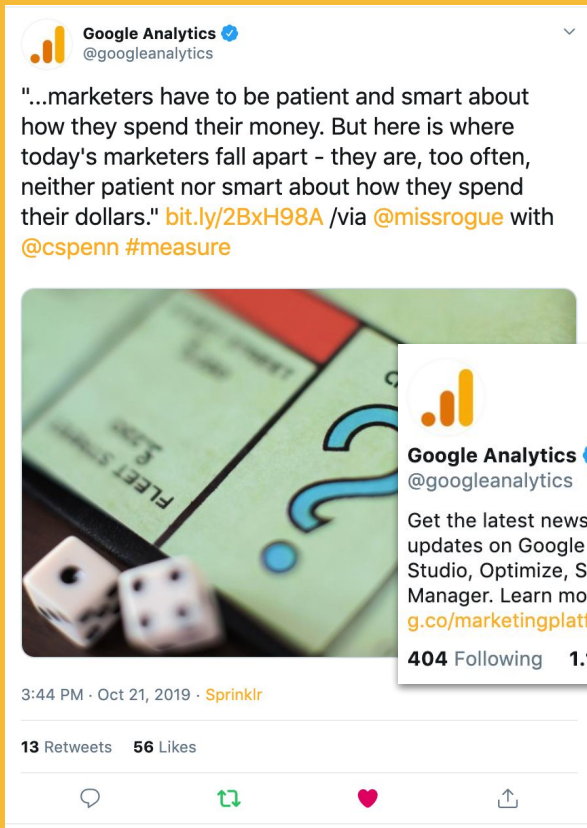 Google Analytics
@googleanalytics
"...marketers have to be patient and smart about
how they spend their money. But here is where
today's marketers fall apart - they are, too often,
neither patient nor smart about how they spend
their dollars." bit.ly/2BxH98A /via @missrogue with
@cspenn #measure
FLEET STREET
Google Analytics
@googleanalytics
Get the latest news
updates on Google
Studio, Optimize, S
Manager. Learn mo
g.co/marketingplatf
404 Following 1.
3:44 PM · Oct 21, 2019 · Sprinklr
13 Retweets 56 Likes